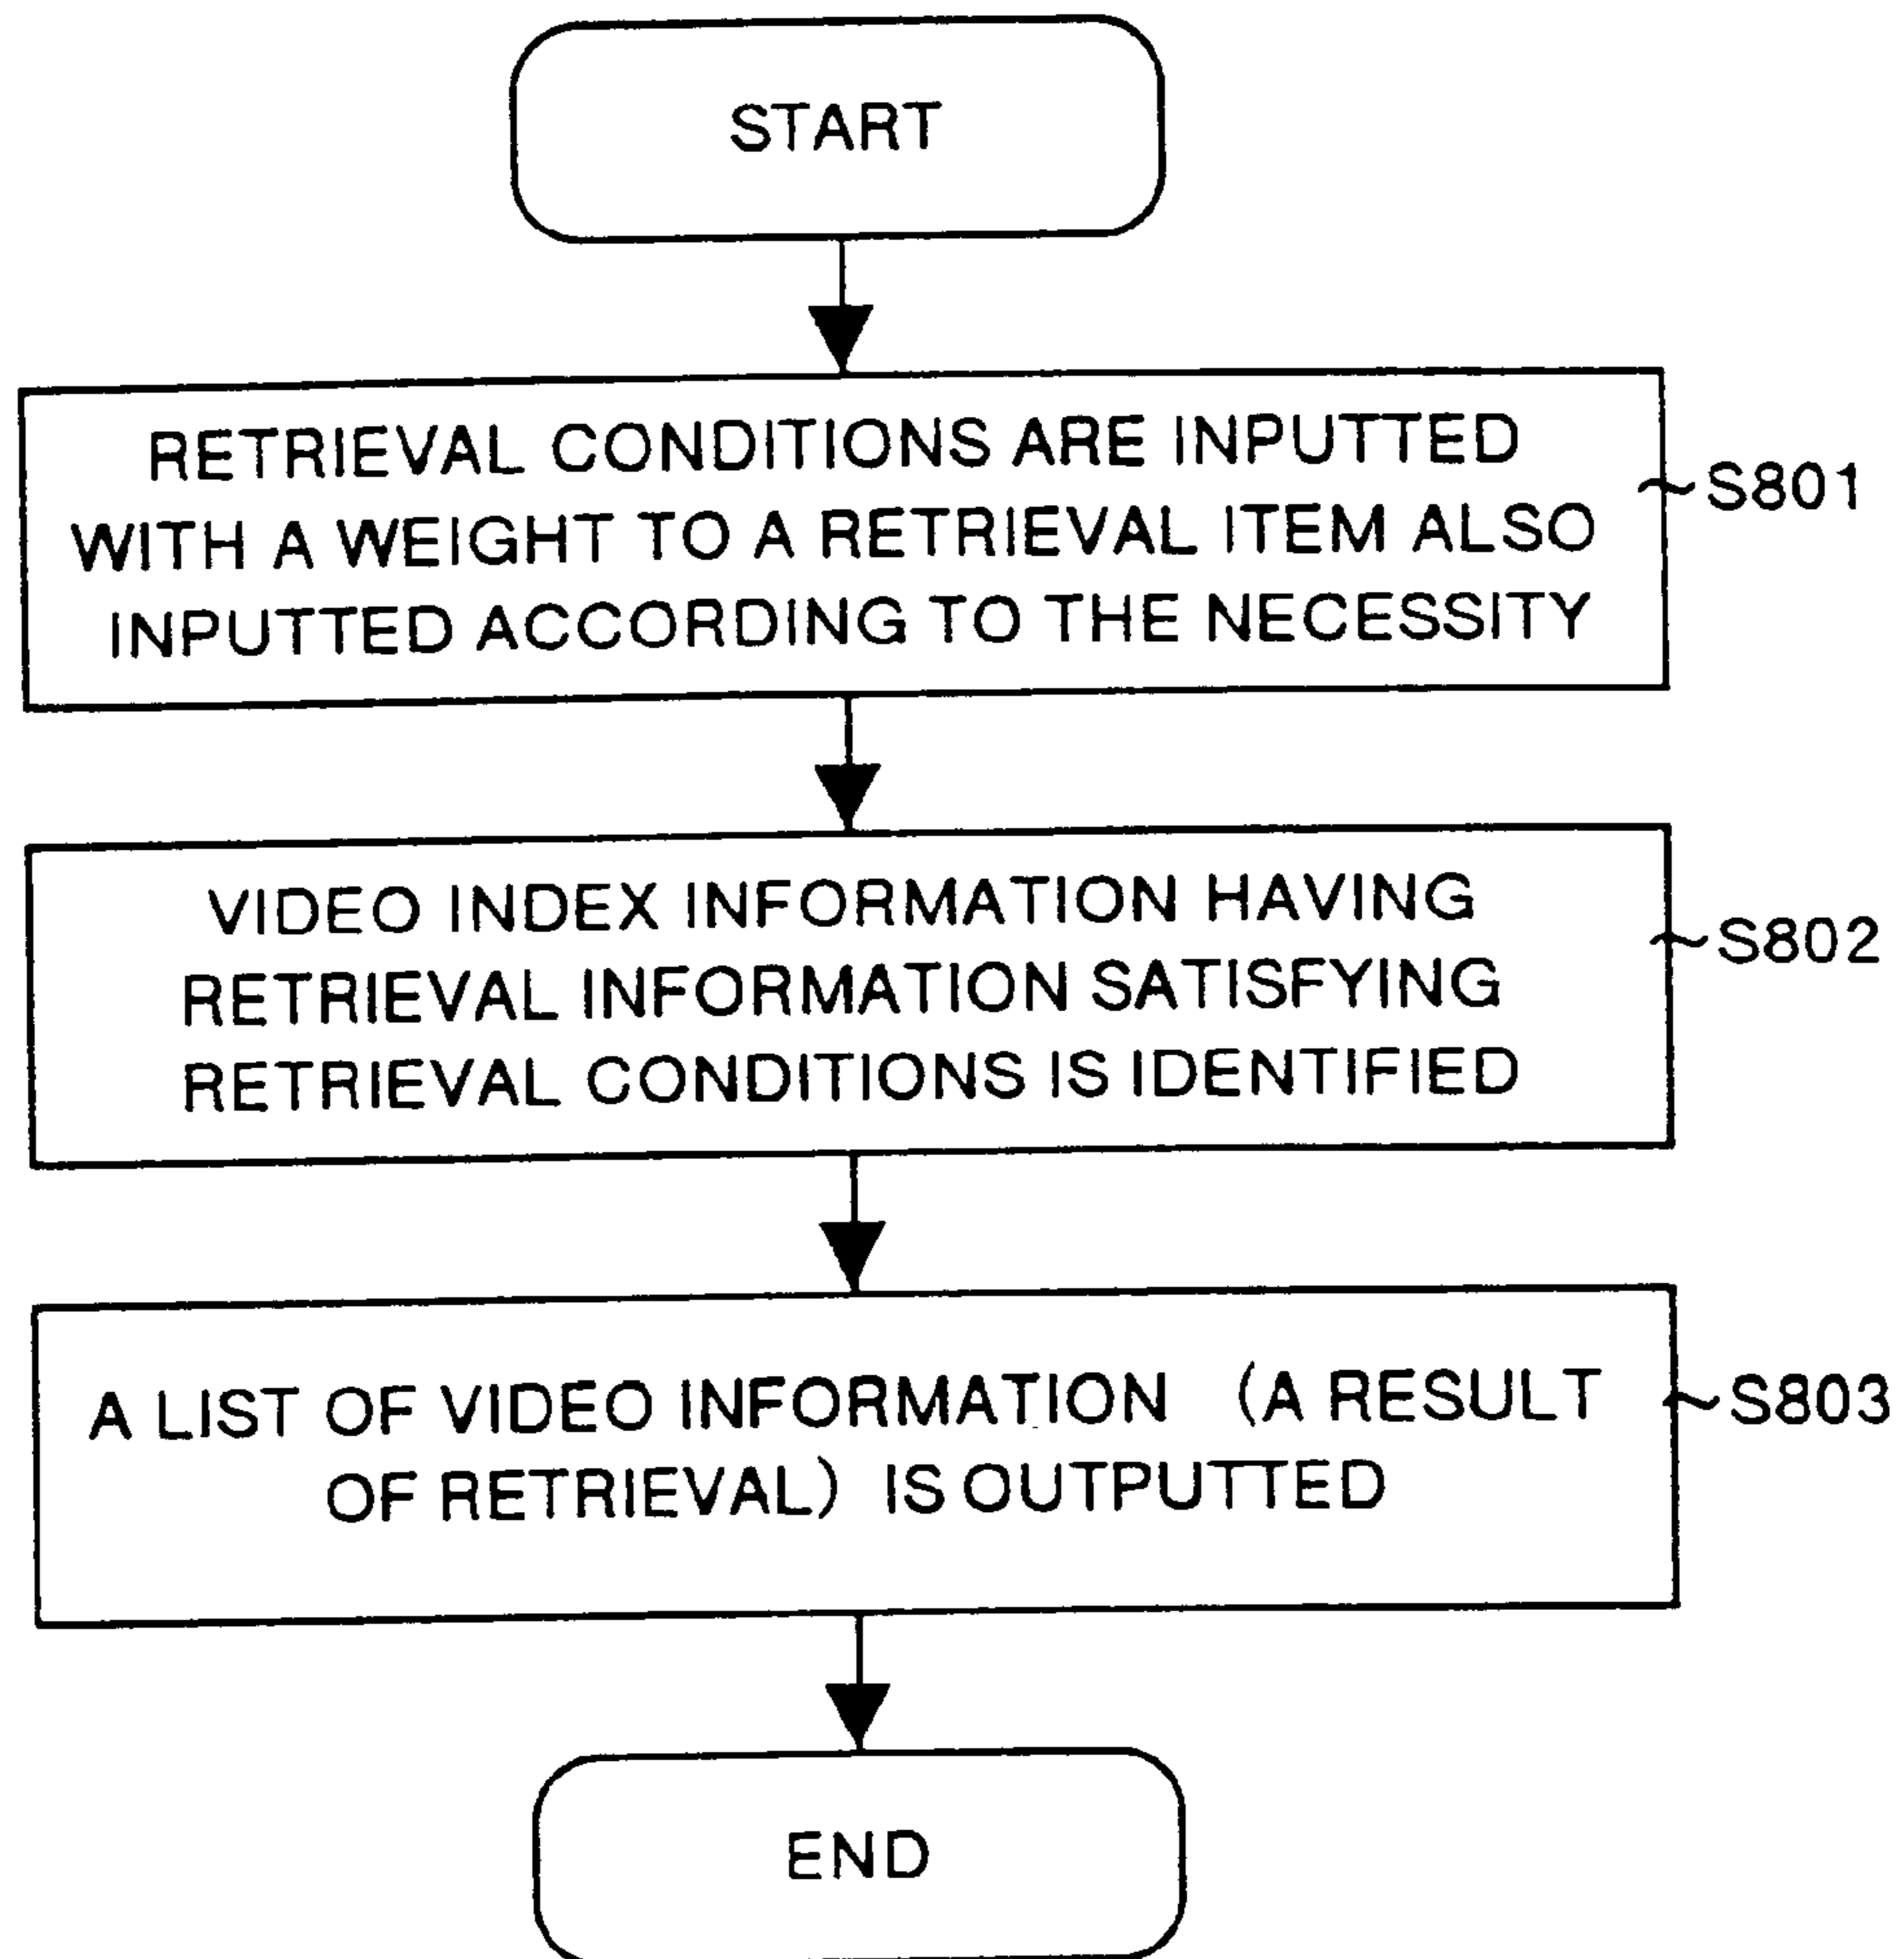 START
RETRIEVAL CONDITIONS ARE INPUTTED
WITH A WEIGHT TO A RETRIEVAL ITEM ALSO
INPUTTED ACCORDING TO THE NECESSITY
S801
VIDEO INDEX INFORMATION HAVING
RETRIEVAL INFORMATION SATISFYING
RETRIEVAL CONDITIONS IS IDENTIFIED
S802
A LIST OF VIDEO INFORMATION (A RESULT
OF RETRIEVAL) IS OUTPUTTED
S803
END